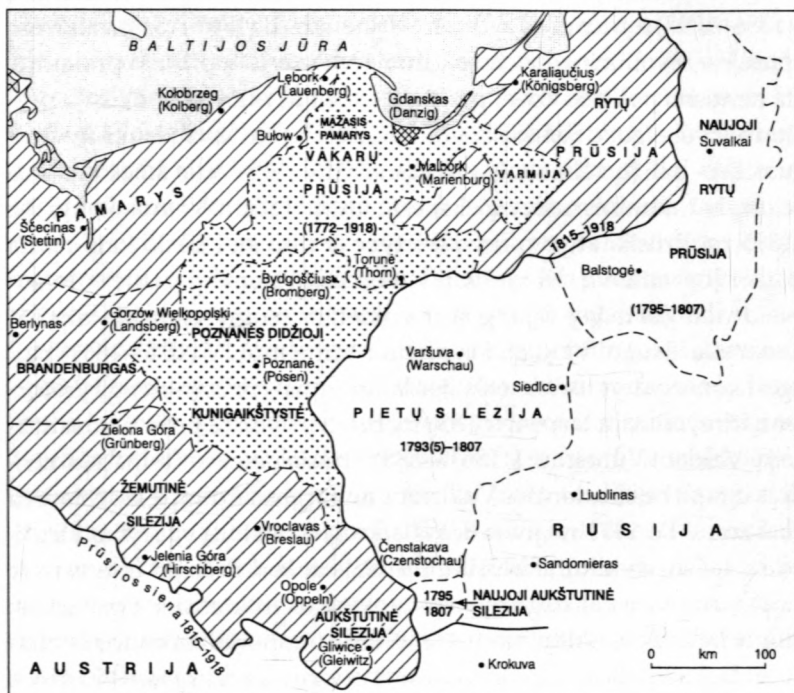 BALTIJOS JŪRA
Lębork
(Lauenberg)
Kołobrzeg
(Kolberg)
Gdanskas
(Danzig)
Karaliaučius
(Königsberg)
RYTŲ
PRŪSIJA
NAUJOJI
Suvalkai
RYTŲ
PRŪSIJA
(1795–1807)
Bułow
MAŽASIS
PAMARYS
VAKARŲ
PRŪSIJA
(1772–1918)
Malbork
(Marienburg)
VARMIJA
PAMARYS
Ščecinas
(Stettin)
1815–1918
Balstogė
Torunė
(Thorn)
Bydgoščius
(Bromberg)
Gorzów Wielkopolski
(Landsberg)
Berlynas
BRANDENBURGAS
POZNANĖS DIDŽIOJI
Poznanė
(Posen)
KUNIGAIKŠTYSTĖ
Varšuva
(Warschau)
Siedlce
PIETŲ SILEZIJA
1793(5)–1807
Zielona Góra
(Grünberg)
ŽEMUTINĖ
SILEZIJA
Vroclavas
(Breslau)
Jelenia Góra
(Hirschberg)
Prūsijos siena 1815–1918
Liublinas
RUSIJA
Sandomieras
Čenstakava
(Czenstochau)
Opole
(Oppeln)
1795
1807
NAUJOJI AUKŠTUTINĖ
SILEZIJA
AUKŠTUTINĖ
SILEZIJA
Gliwice
(Gleiwitz)
AUSTRIJA
Krokuva
0 km 100